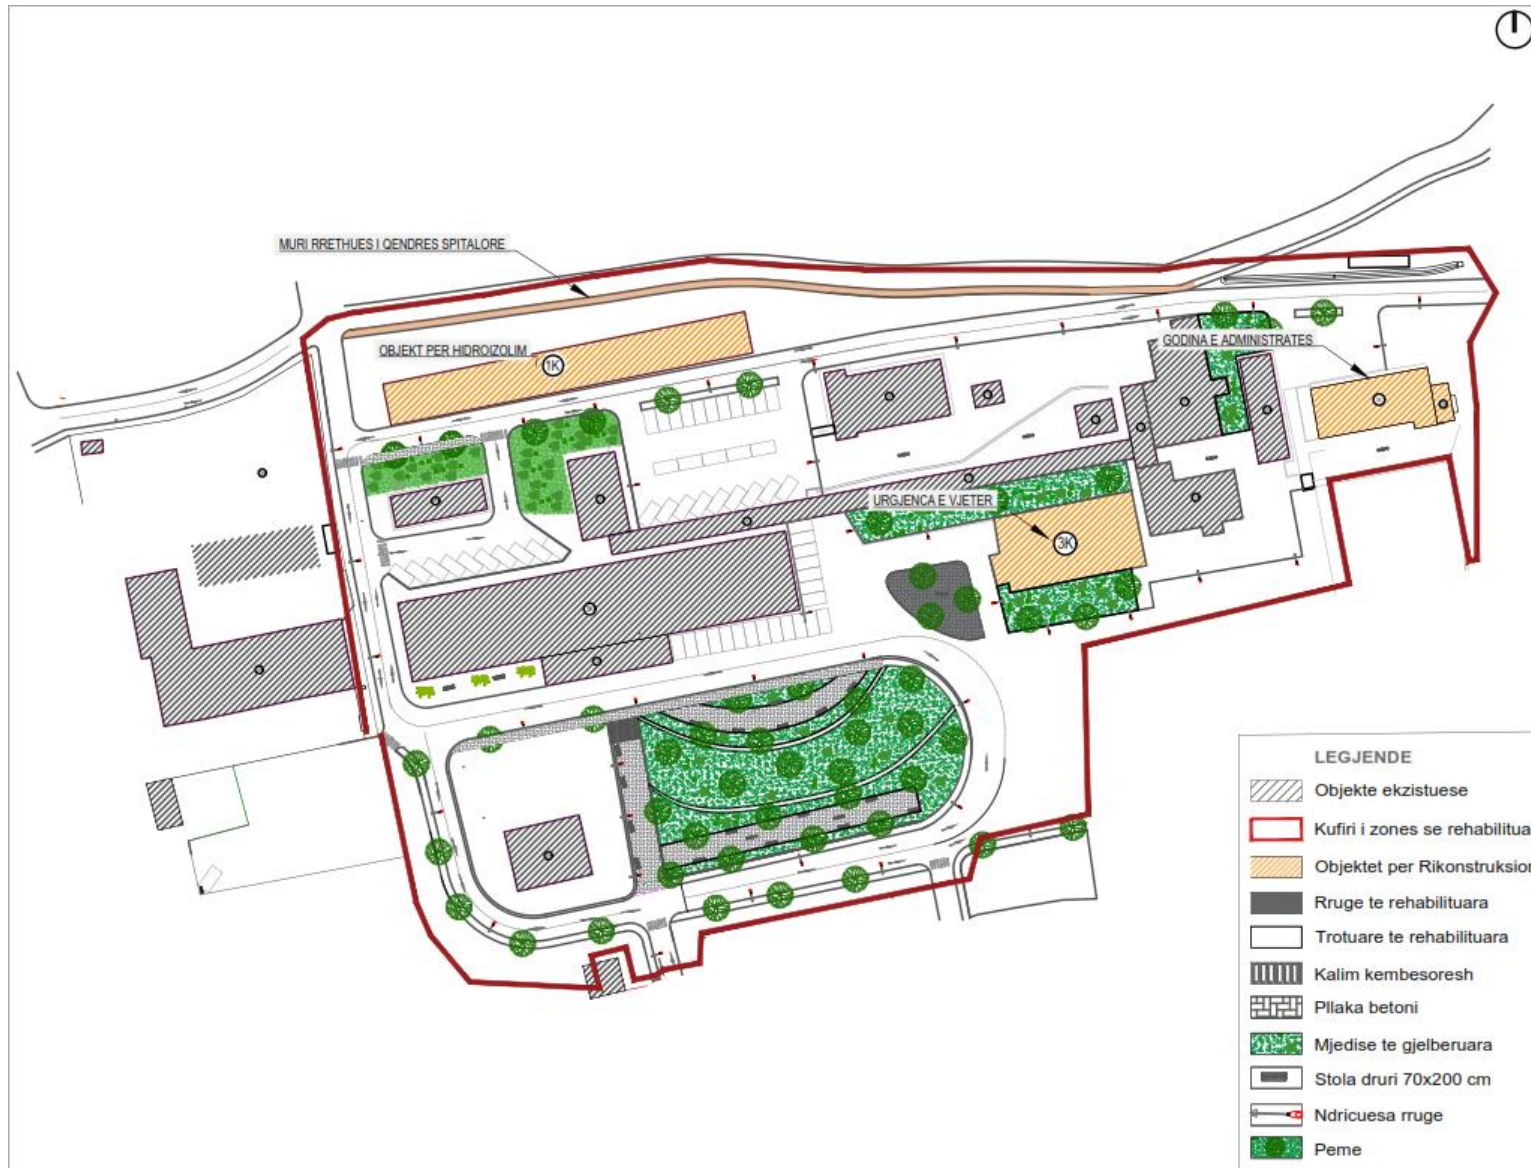 MURI RRETHUES I QENDRES SPITALORE
OBJEKT PER HIDROIZOLIM
1K
GODINA E ADMINISTRATES
URGJENCA E VJETER
3K
LEGJENDE
Objekte ekzistuese
Kufiri i zones se rehabilitua
Objektet per Rikonstruksion
Rruge te rehabilituara
Trotuare te rehabilituara
Kalim kembesoresh
Pllaka betoni
Mjedise te gjelberuara
Stola druri 70x200 cm
Ndricuesa rruge
Peme